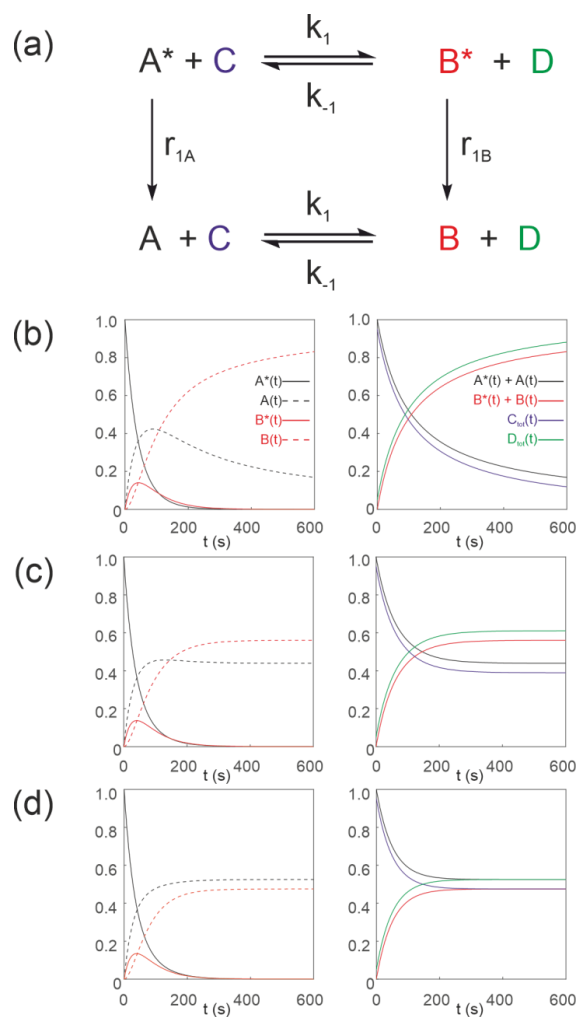 (a)
A* + C k₁ k₋₁ B* + D
r₁A r₁B
A + C k₁ k₋₁ B + D
(b)
1.0 0.8 0.6 0.4 0.2 0
A*(t)
A(t)
B*(t)
B(t)
0 200 400 600
t (s)
1.0 0.8 0.6 0.4 0.2 0
A*(t) + A(t)
B*(t) + B(t)
Ctot(t)
Dtot(t)
0 200 400 600
t (s)
(c)
1.0 0.8 0.6 0.4 0.2 0
0 200 400 600
t (s)
1.0 0.8 0.6 0.4 0.2 0
0 200 400 600
t (s)
(d)
1.0 0.8 0.6 0.4 0.2 0
0 200 400 600
t (s)
1.0 0.8 0.6 0.4 0.2 0
0 200 400 600
t (s)